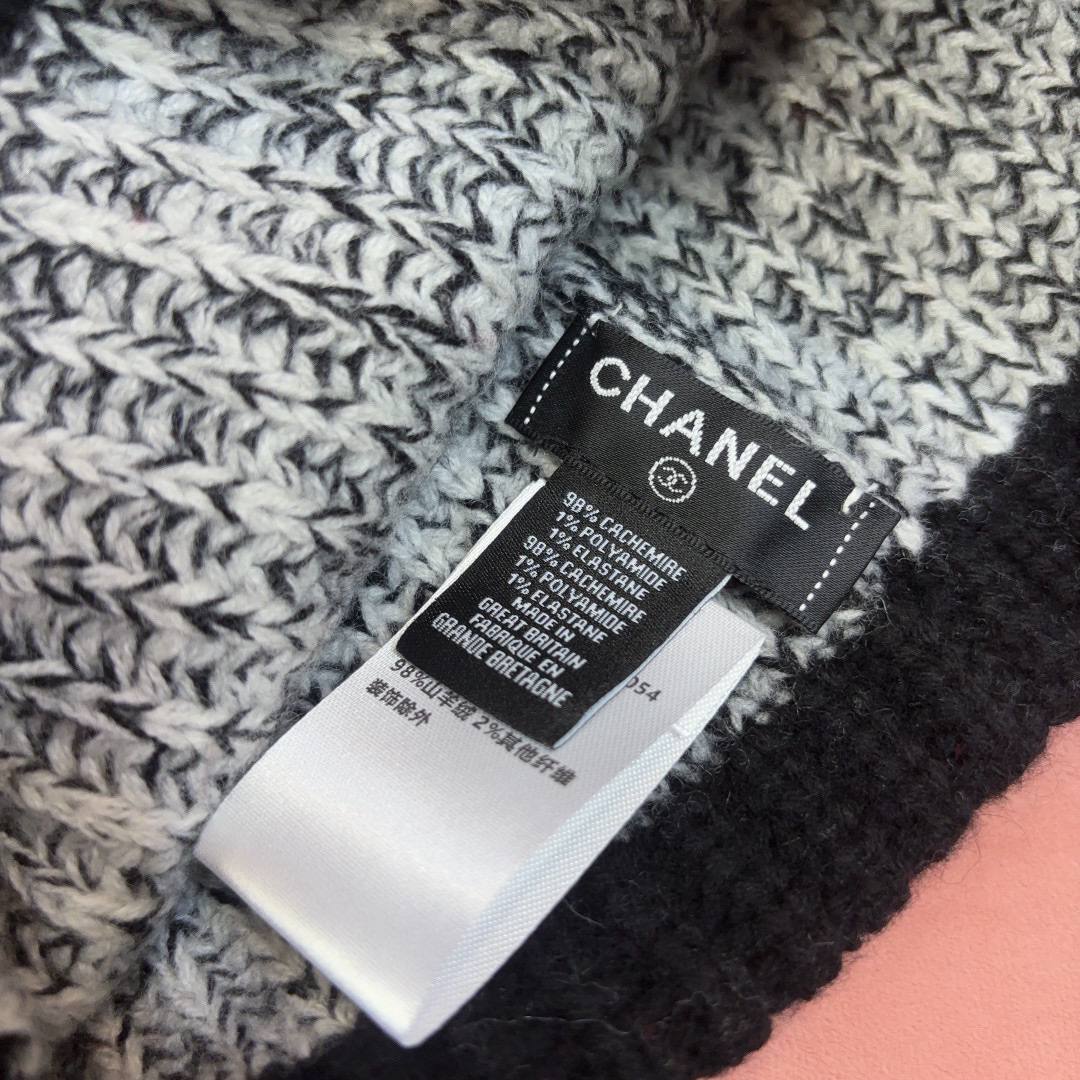 CHANEL
98% CACHEMIRE
1% POLYAMIDE
1% ELASTANE
98% CACHEMIRE
1% POLYAMIDE
1% ELASTANE
MADE IN
GREAT BRITAIN
FABRIQUE EN
GRANDE BRETAGNE
054
98%山羊绒 2%其他纤维
装饰除外